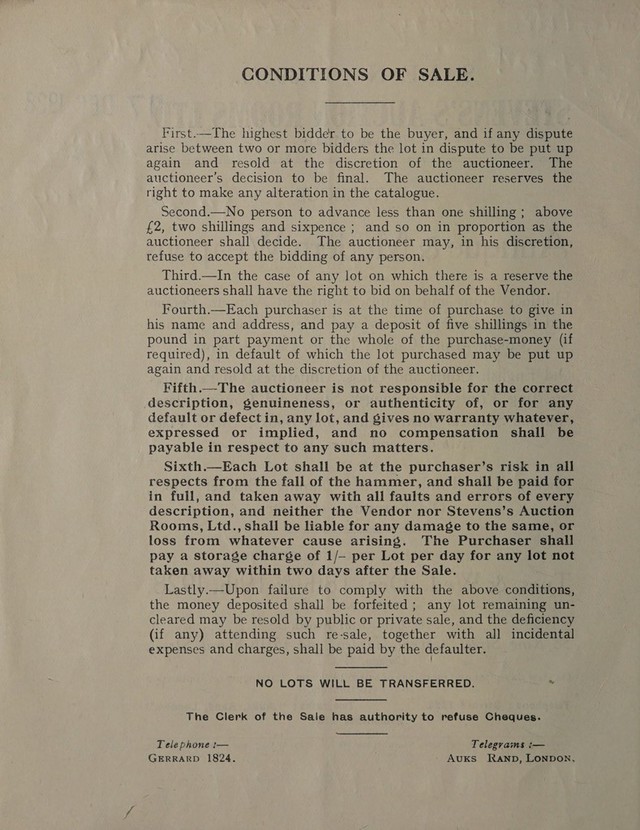 CONDITIONS OF SALE.
First.—The highest bidder to be the buyer, and if any dispute
arise between two or more bidders the lot in dispute to be put up
again and resold at the discretion of the auctioneer. The
auctioneer's decision to be final. The auctioneer reserves the
right to make any alteration in the catalogue.
Second.—No person to advance less than one shilling; above
£2, two shillings and sixpence; and so on in proportion as the
auctioneer shall decide. The auctioneer may, in his discretion,
refuse to accept the bidding of any person.
Third.—In the case of any lot on which there is a reserve the
auctioneers shall have the right to bid on behalf of the Vendor.
Fourth.—Each purchaser is at the time of purchase to give in
his name and address, and pay a deposit of five shillings in the
pound in part payment or the whole of the purchase-money (if
required), in default of which the lot purchased may be put up
again and resold at the discretion of the auctioneer.
Fifth.—The auctioneer is not responsible for the correct
description, genuineness, or authenticity of, or for any
default or defect in, any lot, and gives no warranty whatever,
expressed or implied, and no compensation shall be
payable in respect to any such matters.
Sixth.—Each Lot shall be at the purchaser's risk in all
respects from the fall of the hammer, and shall be paid for
in full, and taken away with all faults and errors of every
description, and neither the Vendor nor Stevens's Auction
Rooms, Ltd., shall be liable for any damage to the same, or
loss from whatever cause arising. The Purchaser shall
pay a storage charge of 1/– per Lot per day for any lot not
taken away within two days after the Sale.
Lastly.—Upon failure to comply with the above conditions,
the money deposited shall be forfeited; any lot remaining un-
cleared may be resold by public or private sale, and the deficiency
(if any) attending such re-sale, together with all incidental
expenses and charges, shall be paid by the defaulter.
NO LOTS WILL BE TRANSFERRED.
The Clerk of the Sale has authority to refuse Cheques.
Telephone :— Telegrams :—
GERRARD 1824. AUKS RAND, LONDON.